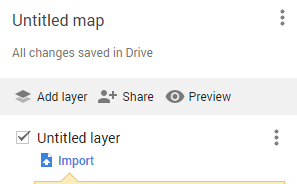 Untitled map
All changes saved in Drive
Add layer Share Preview
Untitled layer
Import